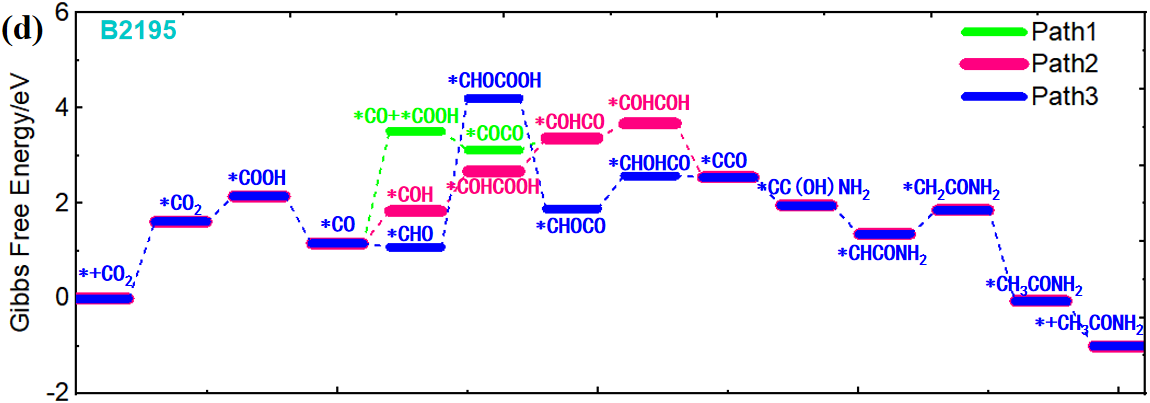 (d)
B2195
Gibbs Free Energy/eV
6
4
2
0
-2
Path1
Path2
Path3
*+CO₂
*CO₂
*COOH
*CO
*CO+*COOH
*COH
*CHO
*CHOCOOH
*COCO
*COHCOOH
*COHCO
*CHOCO
*COHCOH
*CHOHCO
*CCO
*CC(OH)NH₂
*CHCONH₂
*CH₂CONH₂
*CH₃CONH₂
*+CH₃CONH₂